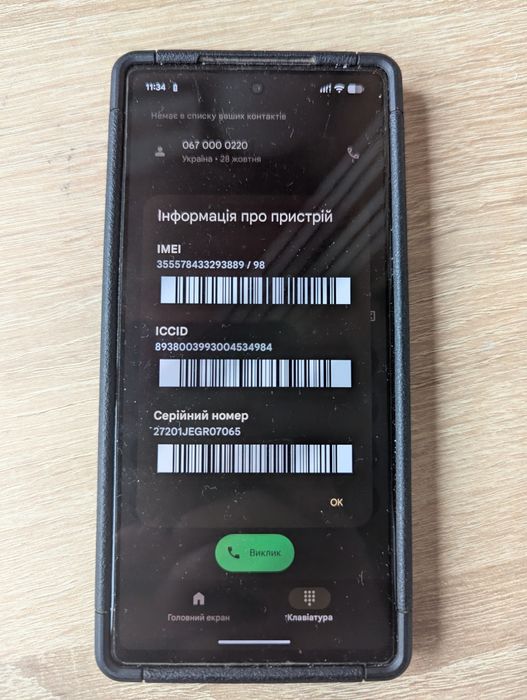 11:34
Немає в списку ваших контактів
067 000 0220
Україна • 28 жовтня
Інформація про пристрій
IMEI
355578433293889 / 98
ICCID
8938003993004534984
Серійний номер
27201JEGR07065
OK
Виклик
Головний екран
Клавіатура